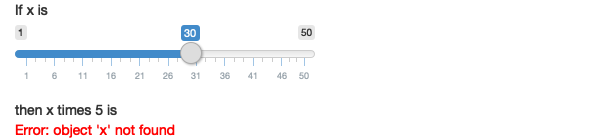 If x is
1 30 50
1 6 11 16 21 26 31 36 41 46 50
then x times 5 is
Error: object 'x' not found